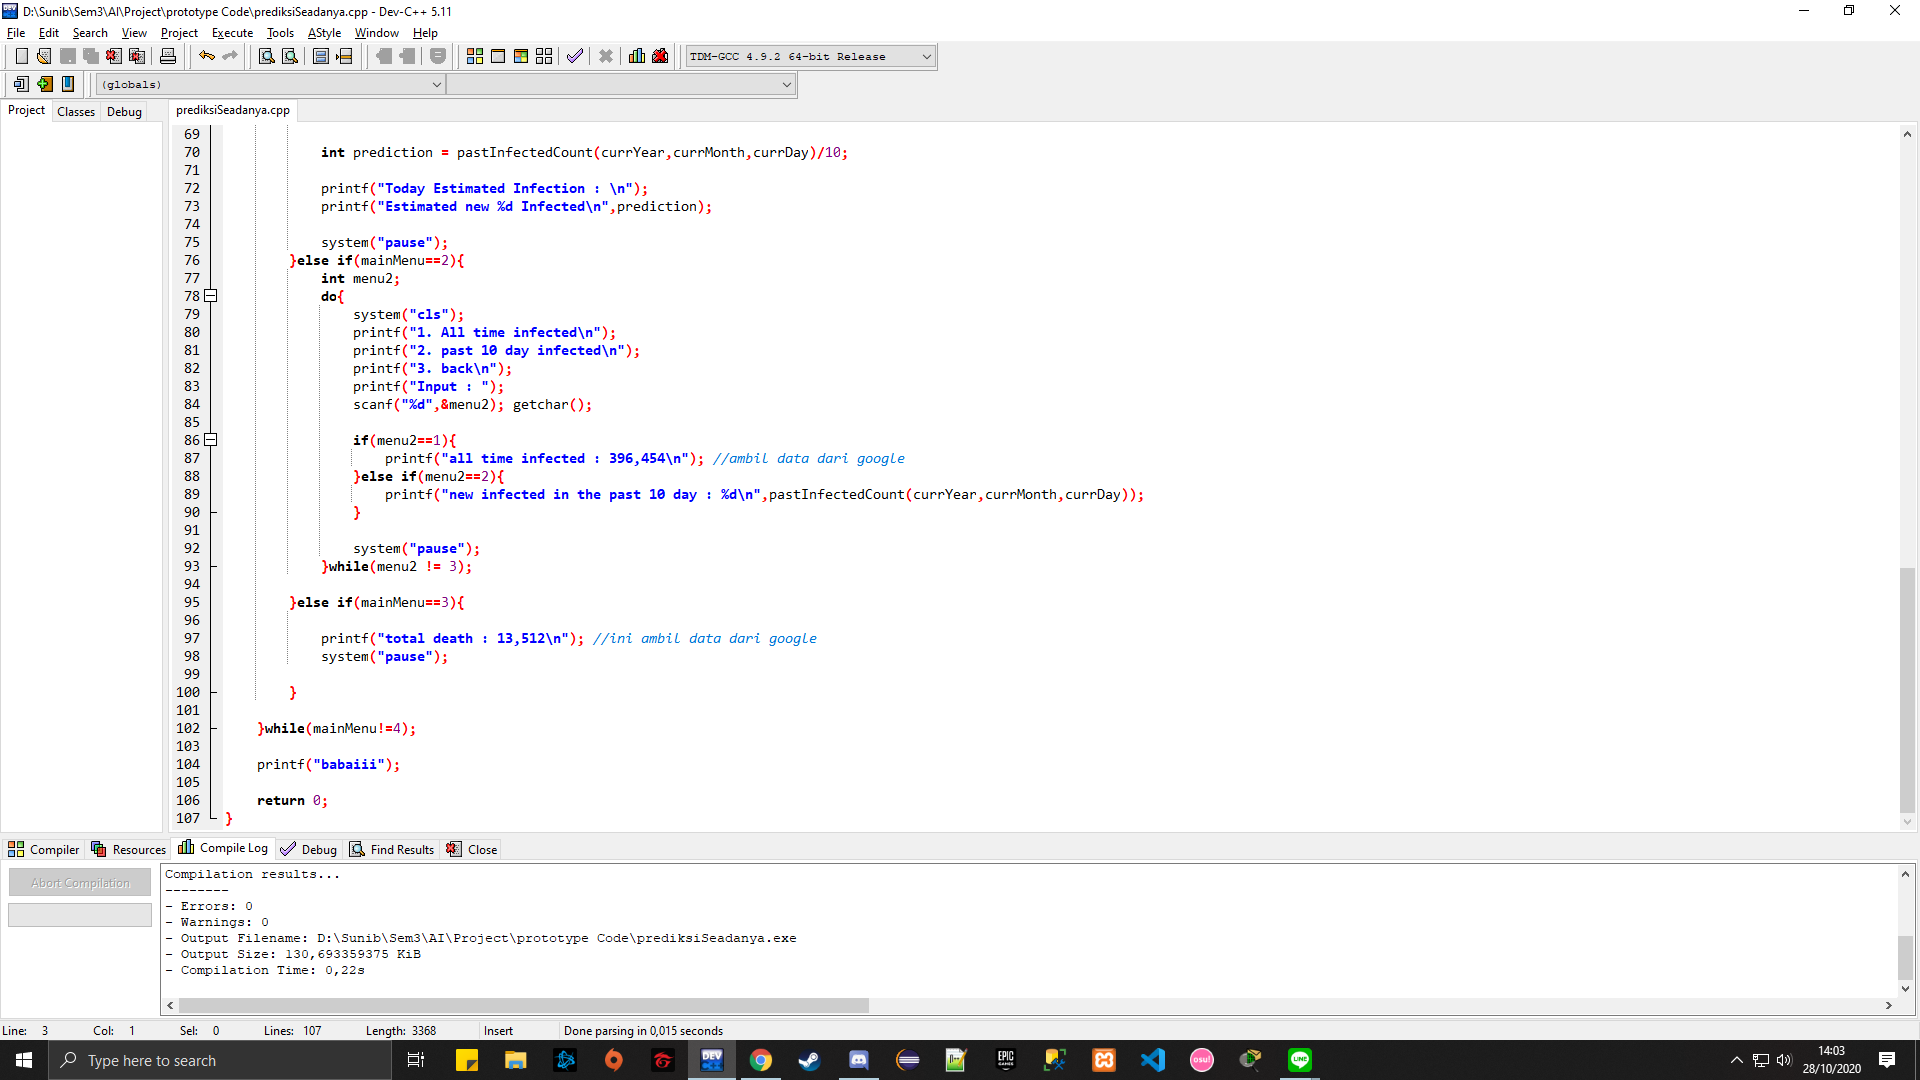 D:\Sunib\Sem3\AI\Project\prototype Code\prediksiSeadanya.cpp - Dev-C++ 5.11
File Edit Search View Project Execute Tools AStyle Window Help
TDM-GCC 4.9.2 64-bit Release
(globals)
Project Classes Debug prediksiSeadanya.cpp
69
70 int prediction = pastInfectedCount(currYear,currMonth,currDay)/10;
71
72 printf("Today Estimated Infection : \n");
73 printf("Estimated new %d Infected\n",prediction);
74
75 system("pause");
76 }else if(mainMenu==2){
77 int menu2;
78 do{
79 system("cls");
80 printf("1. All time infected\n");
81 printf("2. past 10 day infected\n");
82 printf("3. back\n");
83 printf("Input : ");
84 scanf("%d",&menu2); getchar();
85
86 if(menu2==1){
87 printf("all time infected : 396,454\n"); //ambil data dari google
88 }else if(menu2==2){
89 printf("new infected in the past 10 day : %d\n",pastInfectedCount(currYear,currMonth,currDay));
90 }
91
92 system("pause");
93 }while(menu2 != 3);
94
95 }else if(mainMenu==3){
96
97 printf("total death : 13,512\n"); //ini ambil data dari google
98 system("pause");
99
100 }
101
102 }while(mainMenu!=4);
103
104 printf("babaiii");
105
106 return 0;
107 }
Compiler Resources Compile Log Debug Find Results Close
Abort Compilation
Compilation results...
--------
- Errors: 0
- Warnings: 0
- Output Filename: D:\Sunib\Sem3\AI\Project\prototype Code\prediksiSeadanya.exe
- Output Size: 130,693359375 KiB
- Compilation Time: 0,22s
Line: 3 Col: 1 Sel: 0 Lines: 107 Length: 3368 Insert Done parsing in 0,015 seconds
Type here to search
DEV
EPIC GAMES
osu!
LINE
14:03
28/10/2020